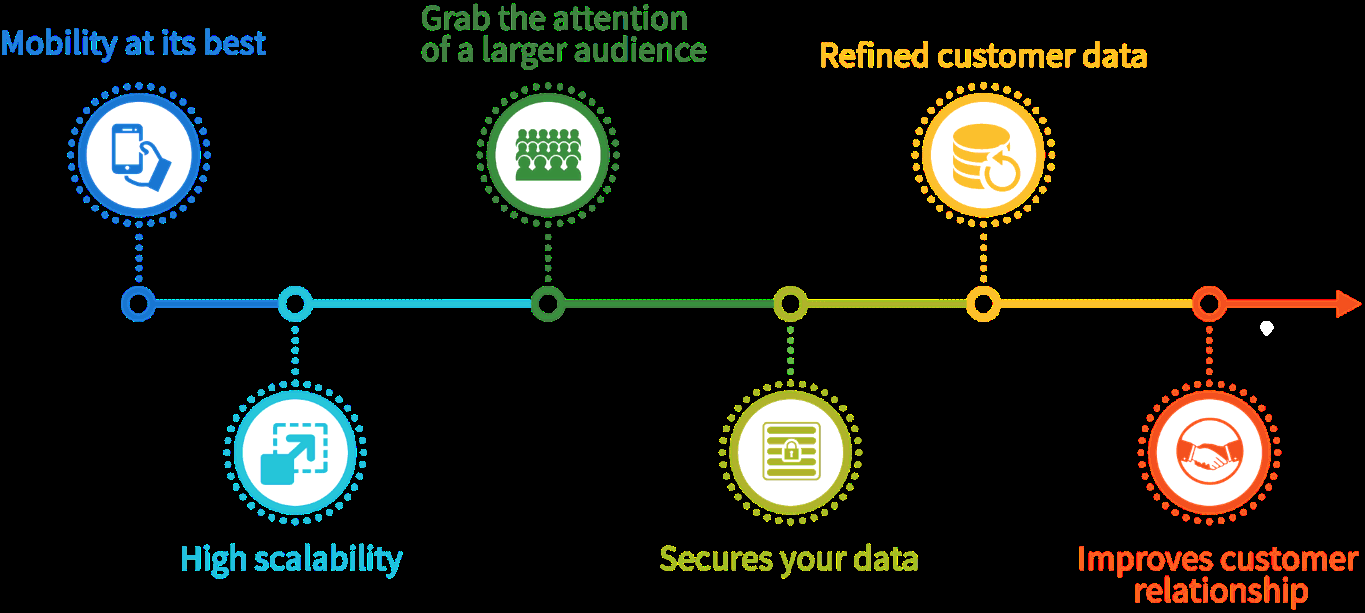 Mobility at its best
Grab the attention
of a larger audience
Refined customer data
High scalability
Secures your data
Improves customer
relationship